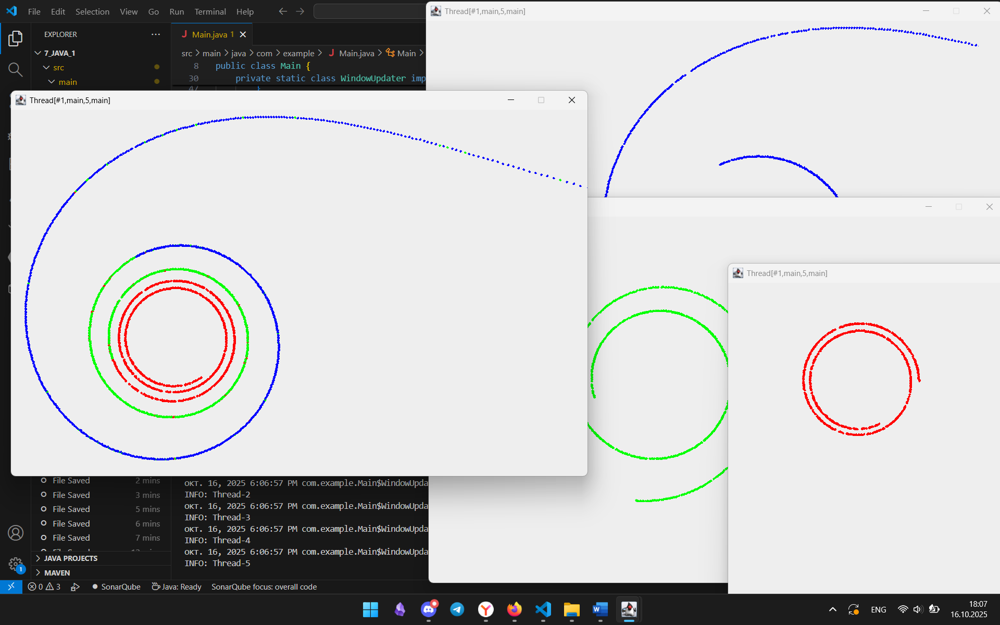 File Edit Selection View Go Run Terminal Help
Thread[#1,main,5,main]
EXPLORER
Main.java 1
7_JAVA_1
src > main > java > com > example > Main.java > Main >
src
8 public class Main {
main
30 private static class WindowUpdater imp
47 }
Thread[#1,main,5,main]
Thread[#1,main,5,main]
File Saved 2 mins
File Saved 3 mins
File Saved 5 mins
File Saved 6 mins
File Saved 7 mins
окт. 16, 2025 6:06:57 PM com.example.Main$WindowUpda
INFO: Thread-2
окт. 16, 2025 6:06:57 PM com.example.Main$WindowUpda
INFO: Thread-3
окт. 16, 2025 6:06:57 PM com.example.Main$WindowUpda
INFO: Thread-4
окт. 16, 2025 6:06:57 PM com.example.Main$WindowUpda
INFO: Thread-5
JAVA PROJECTS
MAVEN
1
0 3 SonarQube Java: Ready SonarQube focus: overall code
ENG
18:07
16.10.2025